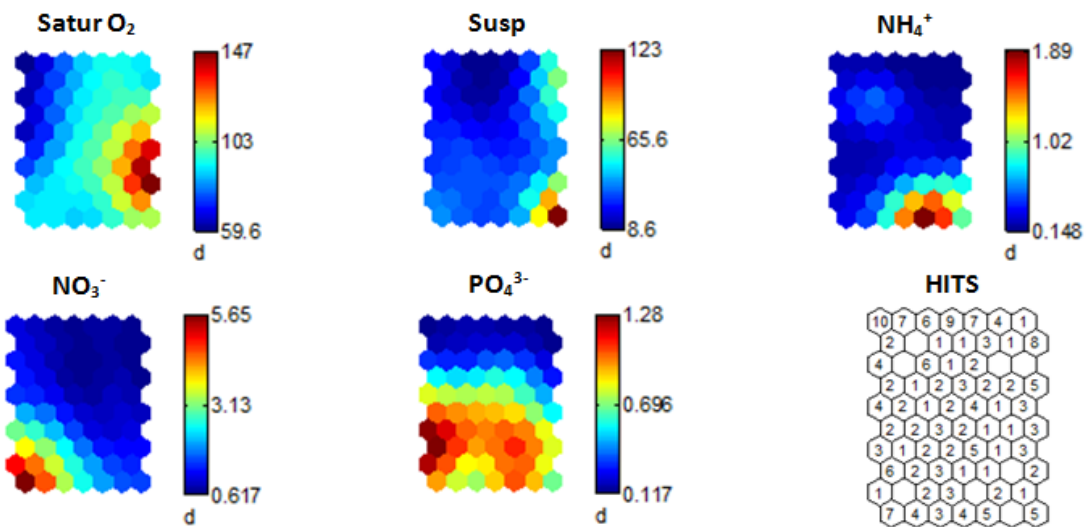 Satur O₂
147
103
59.6
d
Susp
123
65.6
8.6
d
NH₄⁺
1.89
1.02
0.148
d
NO₃⁻
5.65
3.13
0.617
d
PO₄³⁻
1.28
0.696
0.117
d
HITS
10 7 6 9 7 4 1
2 1 1 3 1 8
4 6 1 2
2 1 2 3 2 2 5
4 2 1 2 4 1 3
2 2 3 2 1 1 3
3 1 2 2 5 1 3
6 2 3 1 1 2
1 2 3 2 1
7 4 3 4 5 5